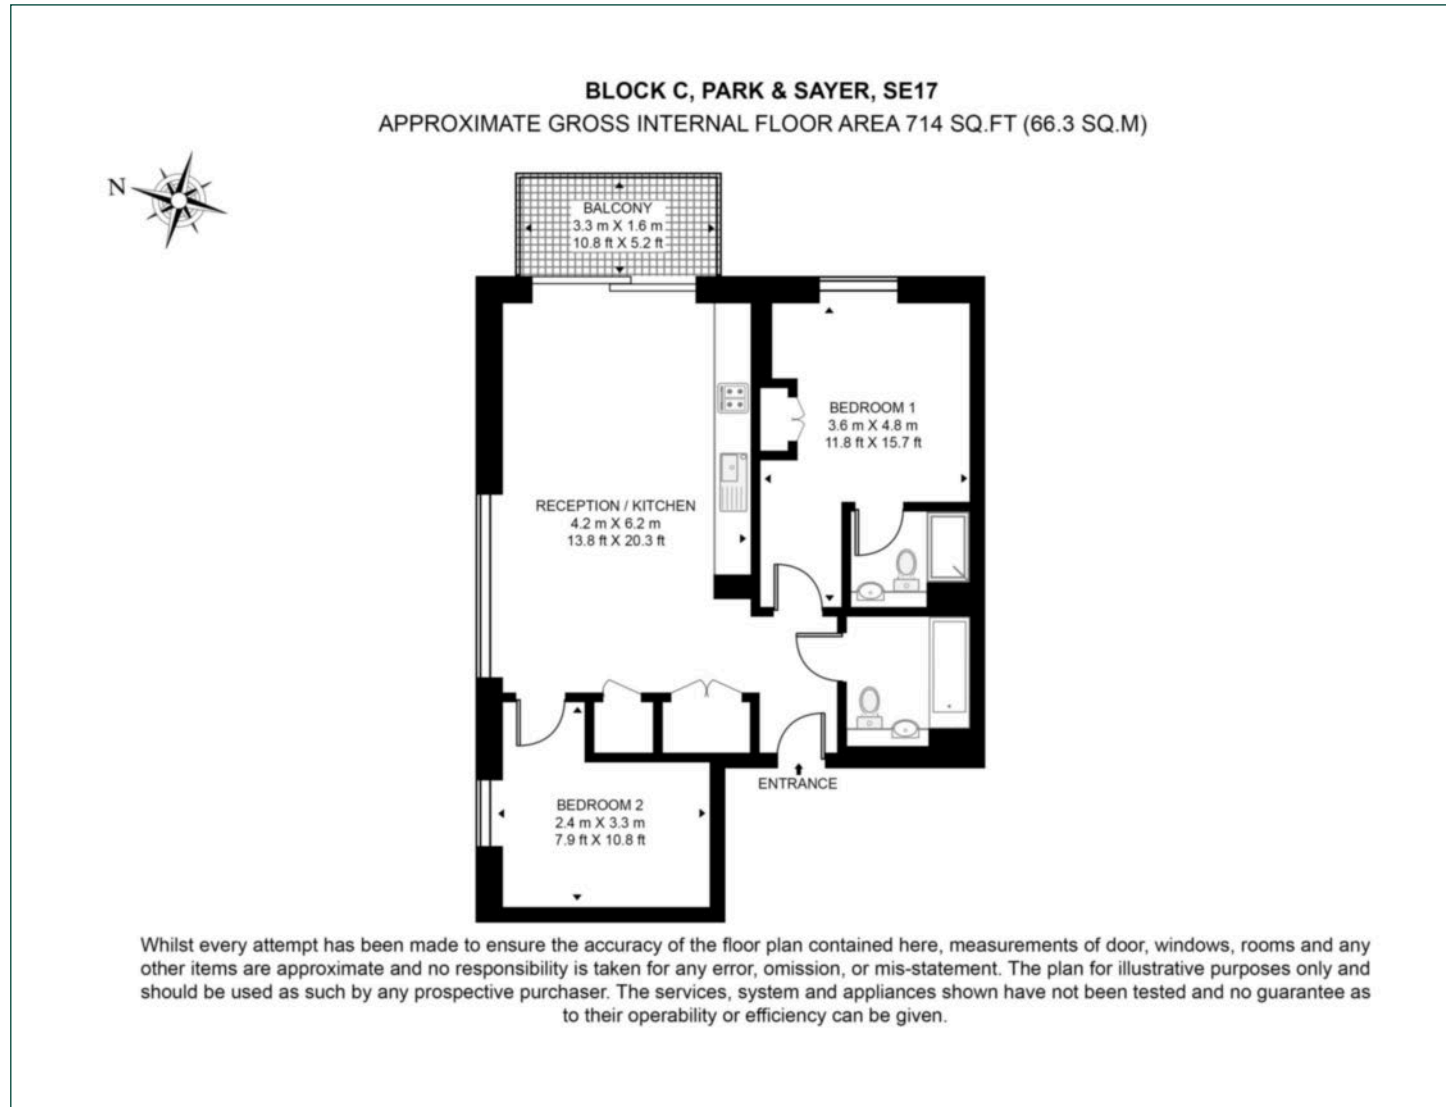 BLOCK C, PARK & SAYER, SE17
APPROXIMATE GROSS INTERNAL FLOOR AREA 714 SQ.FT (66.3 SQ.M)
N
BALCONY
3.3 m X 1.6 m
10.8 ft X 5.2 ft
BEDROOM 1
3.6 m X 4.8 m
11.8 ft X 15.7 ft
RECEPTION / KITCHEN
4.2 m X 6.2 m
13.8 ft X 20.3 ft
ENTRANCE
BEDROOM 2
2.4 m X 3.3 m
7.9 ft X 10.8 ft
Whilst every attempt has been made to ensure the accuracy of the floor plan contained here, measurements of door, windows, rooms and any
other items are approximate and no responsibility is taken for any error, omission, or mis-statement. The plan for illustrative purposes only and
should be used as such by any prospective purchaser. The services, system and appliances shown have not been tested and no guarantee as
to their operability or efficiency can be given.